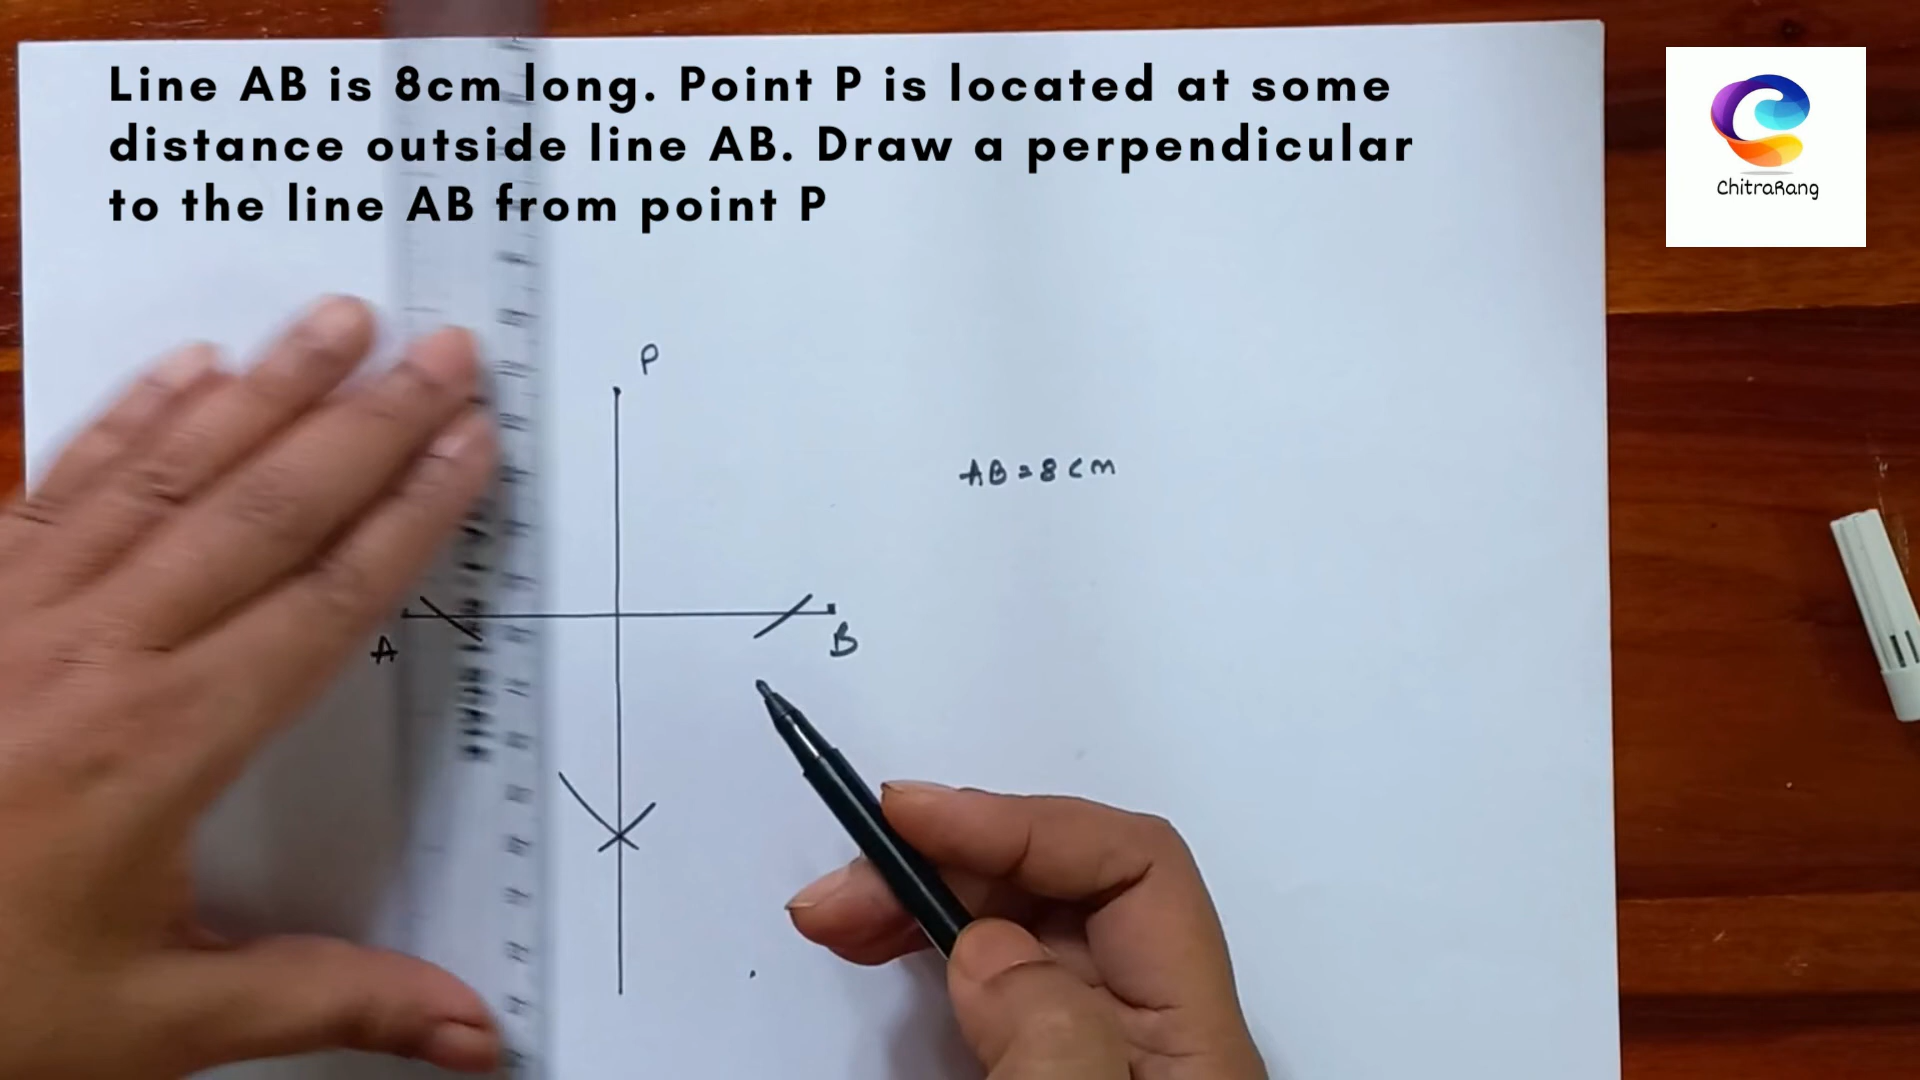 Line AB is 8cm long. Point P is located at some
distance outside line AB. Draw a perpendicular
to the line AB from point P
ChitraRang
P
AB = 8 cm
A
B